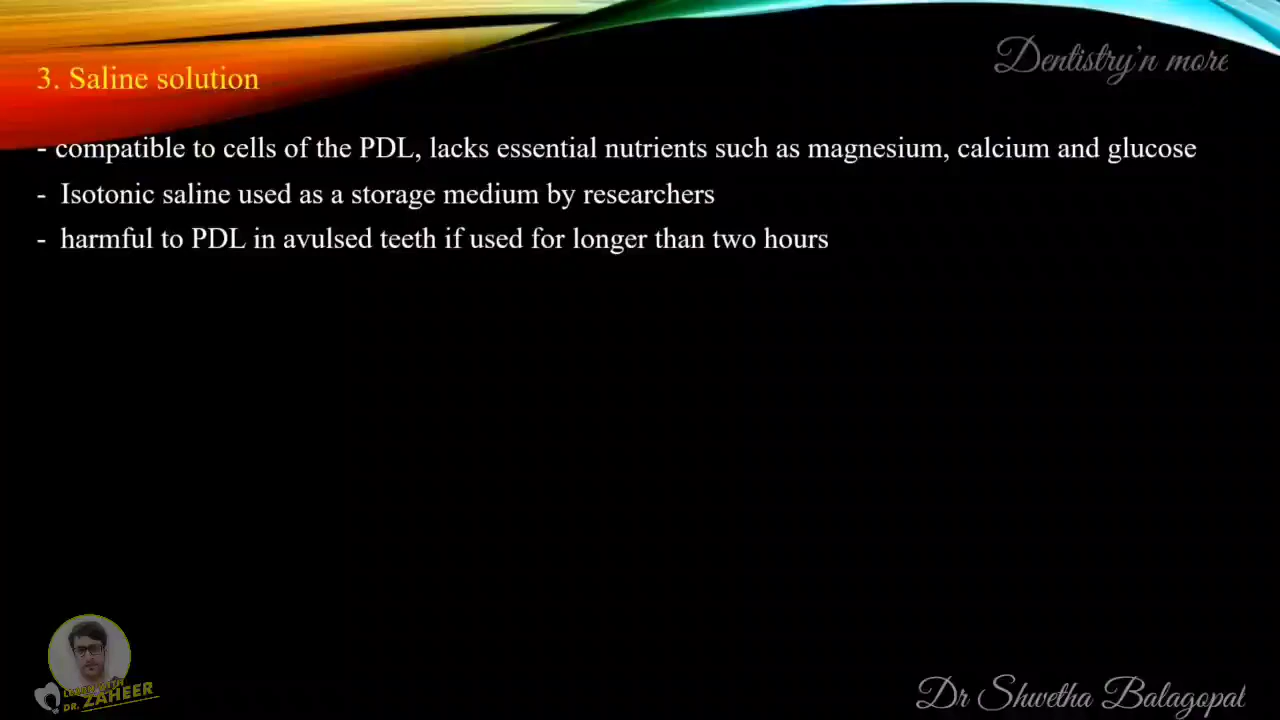 Dentistry'n more
3. Saline solution
- compatible to cells of the PDL, lacks essential nutrients such as magnesium, calcium and glucose
- Isotonic saline used as a storage medium by researchers
- harmful to PDL in avulsed teeth if used for longer than two hours
LEARN WITH
DR. ZAHEER
Dr Shwetha Balagopal